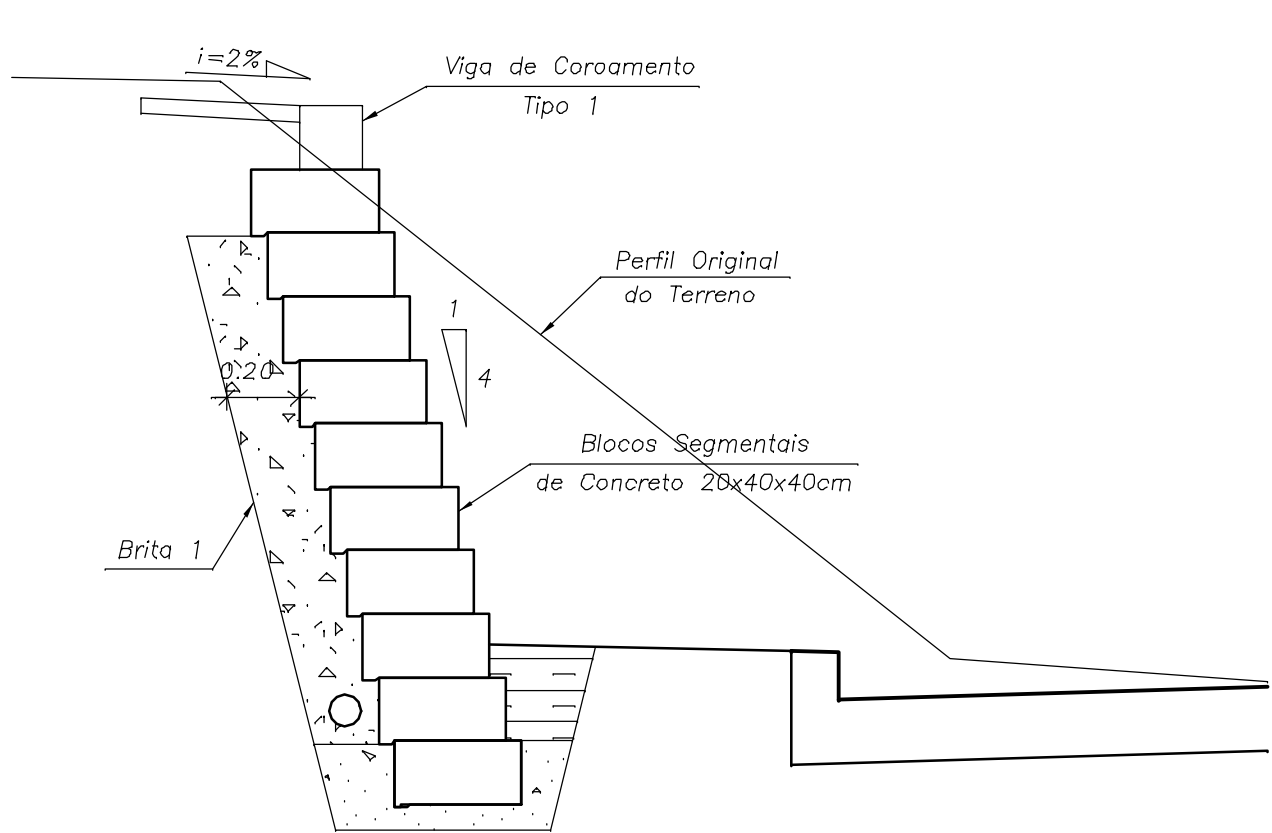 i=2%
Viga de Coroamento
Tipo 1
Perfil Original
do Terreno
1
4
0.20
Blocos Segmentais
de Concreto 20x40x40cm
Brita 1